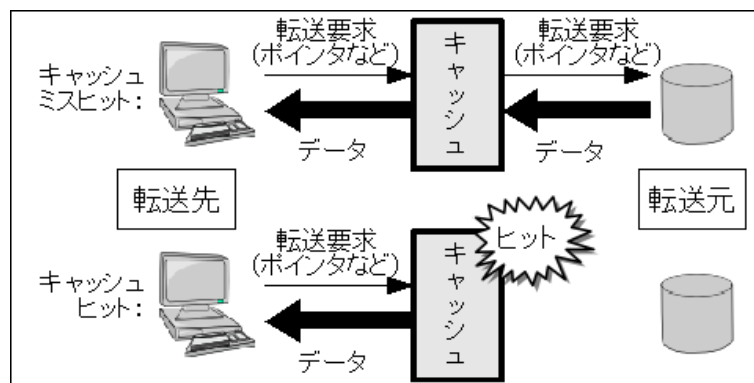 キャッシュ
ミスヒット：
転送要求
(ポインタなど)
データ
キャッシュ
転送要求
(ポインタなど)
データ
転送先
転送元
キャッシュ
ヒット：
転送要求
(ポインタなど)
データ
キャッシュ
ヒット